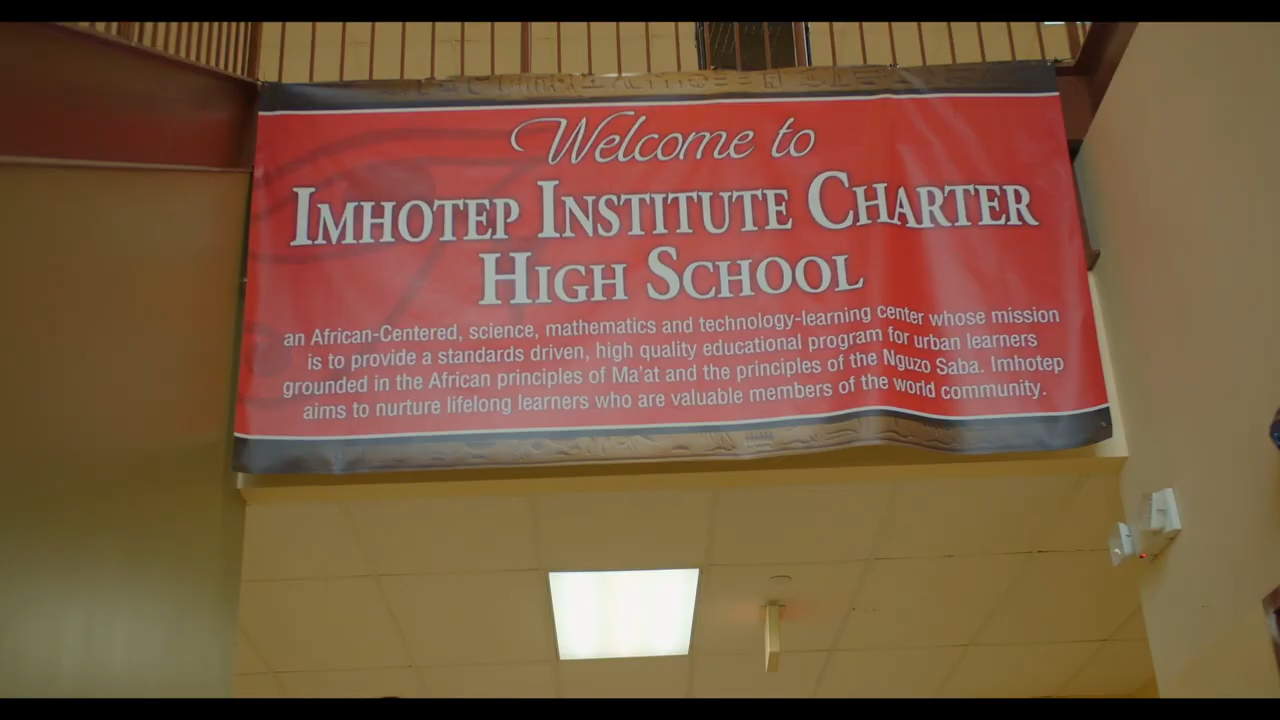 Welcome to
IMHOTEP INSTITUTE CHARTER
HIGH SCHOOL
an African-Centered, science, mathematics and technology-learning center whose mission
is to provide a standards driven, high quality educational program for urban learners
grounded in the African principles of Ma'at and the principles of the Nguzo Saba. Imhotep
aims to nurture lifelong learners who are valuable members of the world community.